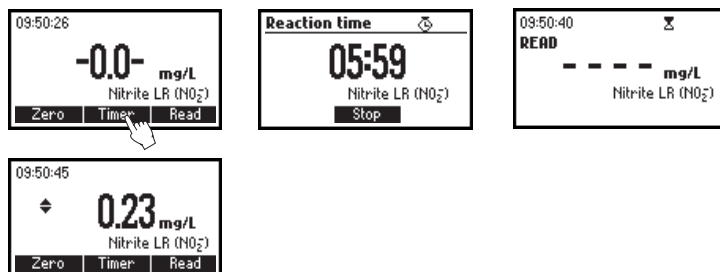 09:50:26
-0.0- mg/L
Nitrite LR (NO₂⁻)
Zero Timer Read
Reaction time
05:59
Nitrite LR (NO₂⁻)
Stop
09:50:40
READ
- - - - mg/L
Nitrite LR (NO₂⁻)
09:50:45
0.23 mg/L
Nitrite LR (NO₂⁻)
Zero Timer Read